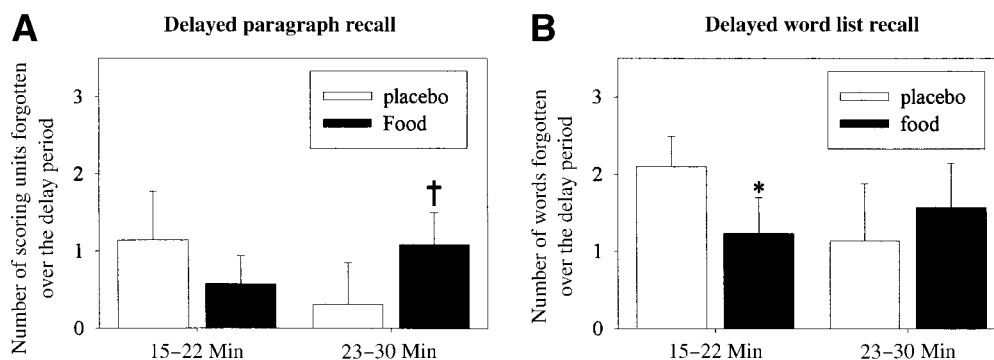 A
Delayed paragraph recall
Number of scoring units forgotten
over the delay period
3
2
1
0
placebo
Food
†
15–22 Min
23–30 Min
B
Delayed word list recall
Number of words forgotten
over the delay period
3
2
1
0
placebo
food
*
15–22 Min
23–30 Min